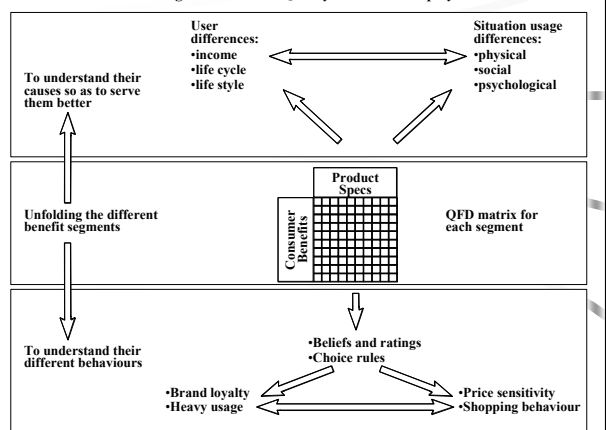 User
differences:
•income
•life cycle
•life style
Situation usage
differences:
•physical
•social
•psychological
To understand their
causes so as to serve
them better
Product
Specs
Unfolding the different
benefit segments
Consumer
Benefits
QFD matrix for
each segment
To understand their
different behaviours
•Beliefs and ratings
•Choice rules
•Brand loyalty
•Heavy usage
•Price sensitivity
•Shopping behaviour